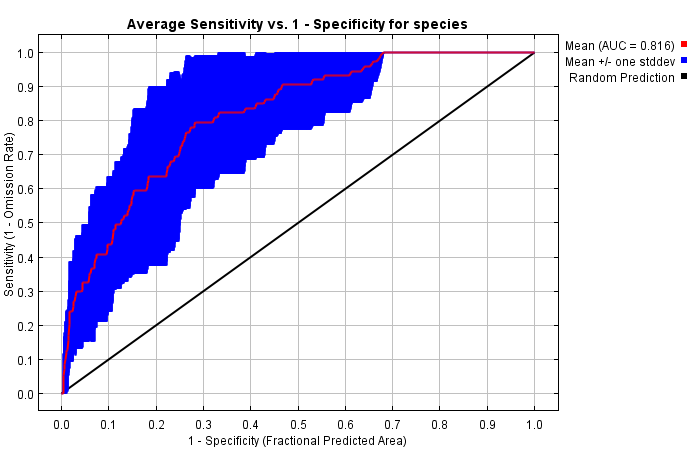 Average Sensitivity vs. 1 - Specificity for species
Mean (AUC = 0.816)
Mean +/- one stddev
Random Prediction
Sensitivity (1 - Omission Rate)
1.0
0.9
0.8
0.7
0.6
0.5
0.4
0.3
0.2
0.1
0.0
0.0 0.1 0.2 0.3 0.4 0.5 0.6 0.7 0.8 0.9 1.0
1 - Specificity (Fractional Predicted Area)